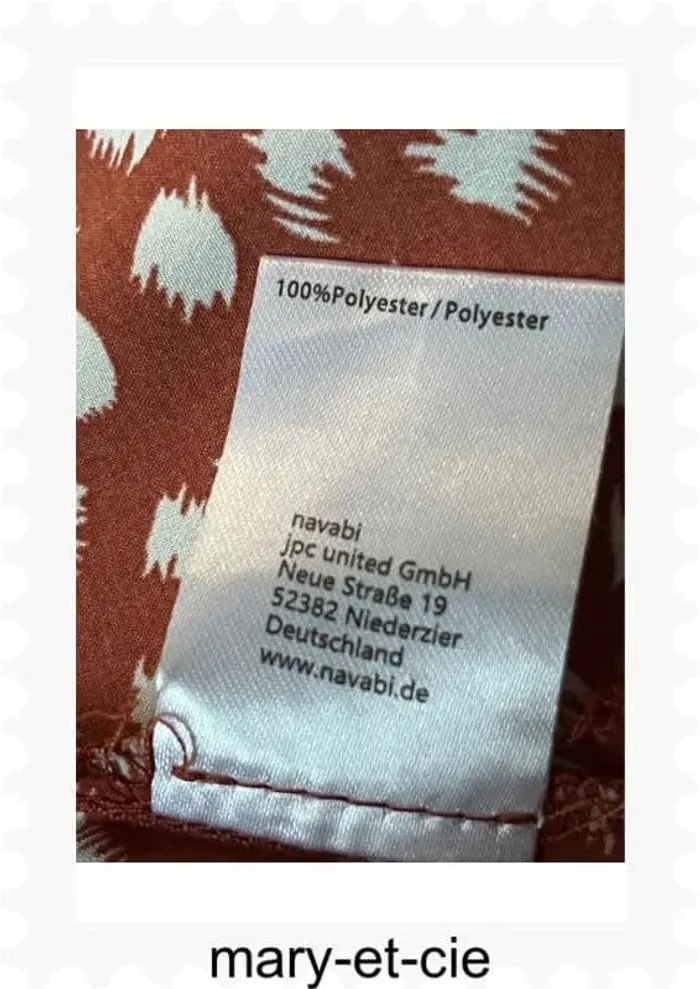 100%Polyester/Polyester
navabi
jpc united GmbH
Neue Straße 19
52382 Niederzier
Deutschland
www.navabi.de
mary-et-cie